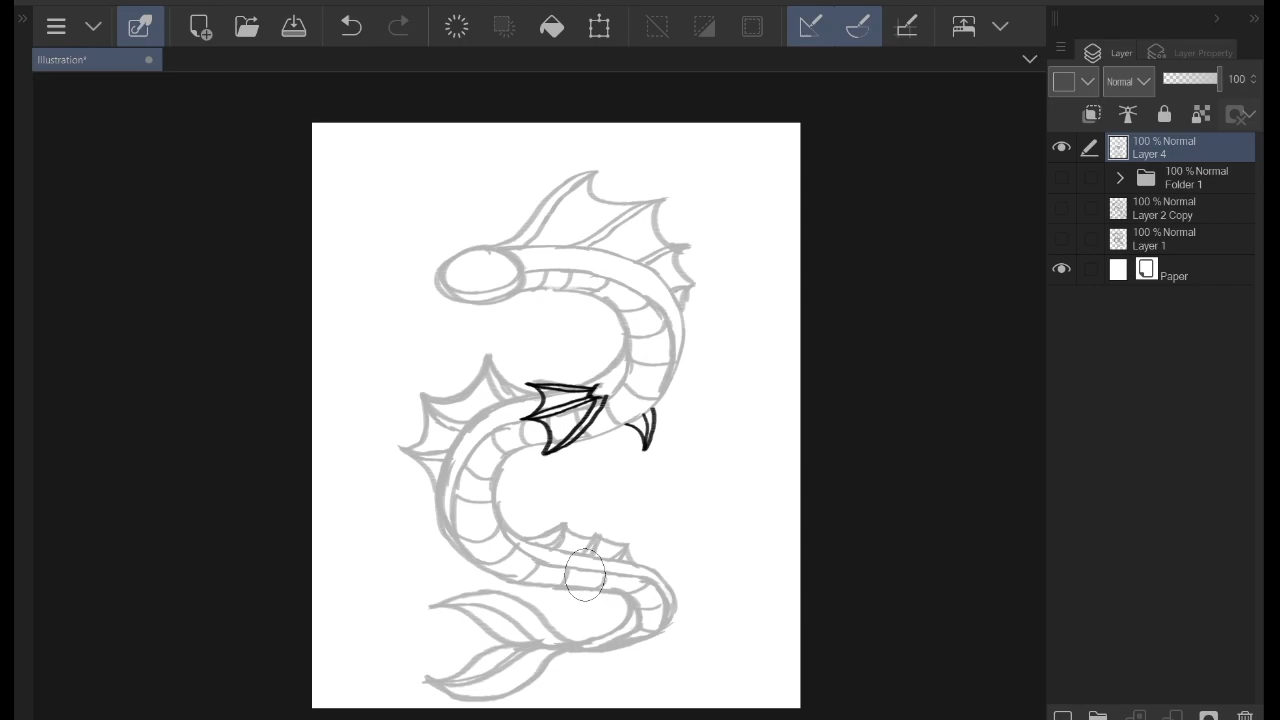 Illustration*
Layer
Layer Property
Normal
100
100 % Normal
Layer 4
100 % Normal
Folder 1
100 % Normal
Layer 2 Copy
100 % Normal
Layer 1
Paper